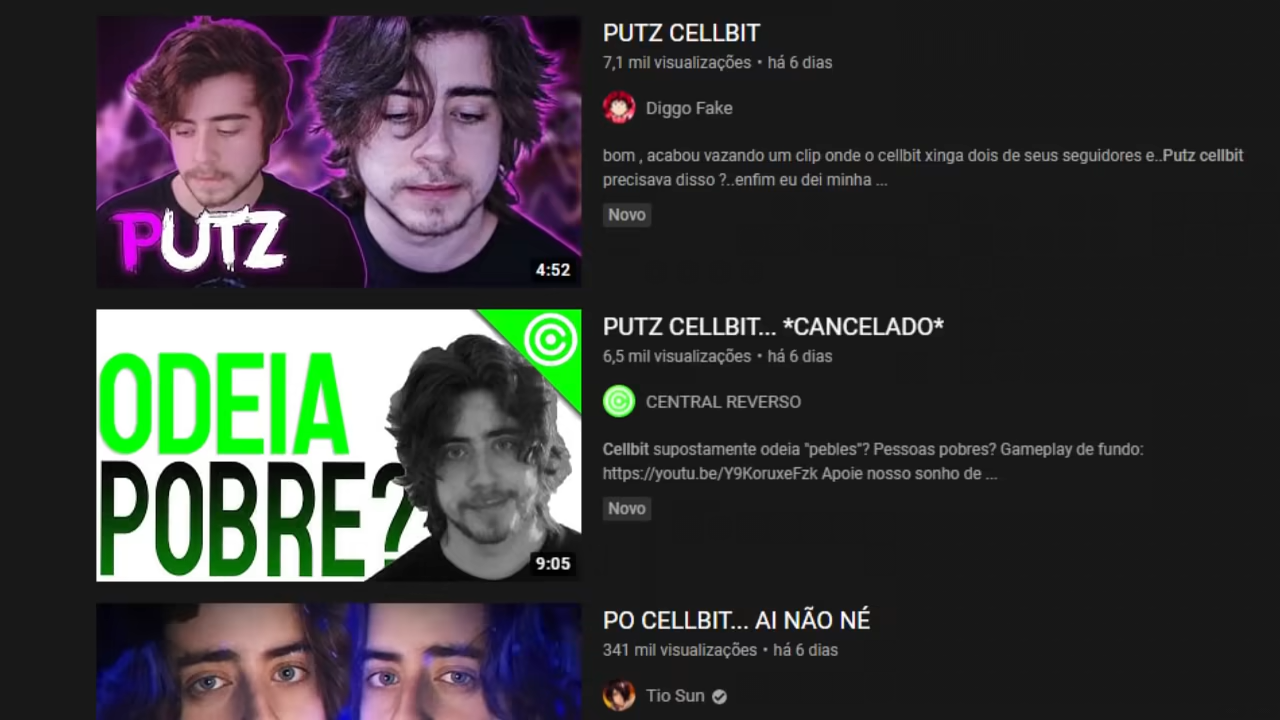 PUTZ
4:52
PUTZ CELLBIT
7,1 mil visualizações • há 6 dias
Diggo Fake
bom , acabou vazando um clip onde o cellbit xinga dois de seus seguidores e..Putz cellbit
precisava disso ?..enfim eu dei minha ...
Novo
ODEIA
POBRE?
9:05
PUTZ CELLBIT... *CANCELADO*
6,5 mil visualizações • há 6 dias
CENTRAL REVERSO
Cellbit supostamente odeia "pebles"? Pessoas pobres? Gameplay de fundo:
https://youtu.be/Y9KoruxeFzk Apoie nosso sonho de ...
Novo
PO CELLBIT... AI NÃO NÉ
341 mil visualizações • há 6 dias
Tio Sun